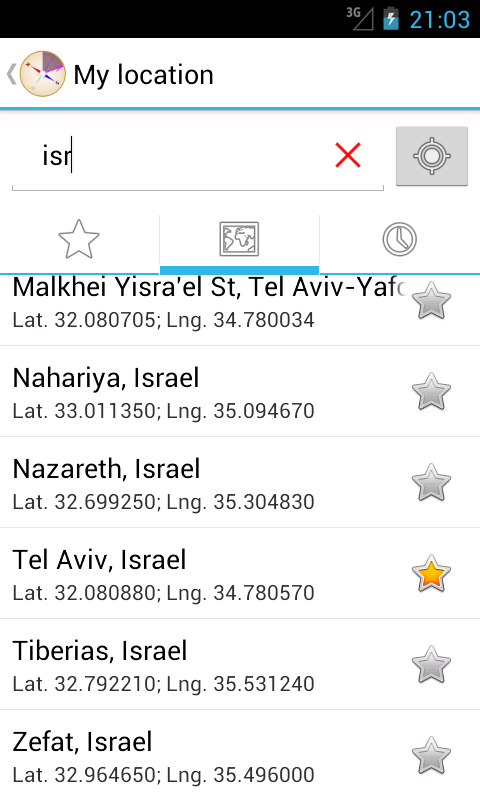 3G
21:03
My location
isr
Malkhei Yisra'el St, Tel Aviv-Yafo
Lat. 32.080705; Lng. 34.780034
Nahariya, Israel
Lat. 33.011350; Lng. 35.094670
Nazareth, Israel
Lat. 32.699250; Lng. 35.304830
Tel Aviv, Israel
Lat. 32.080880; Lng. 34.780570
Tiberias, Israel
Lat. 32.792210; Lng. 35.531240
Zefat, Israel
Lat. 32.964650; Lng. 35.496000